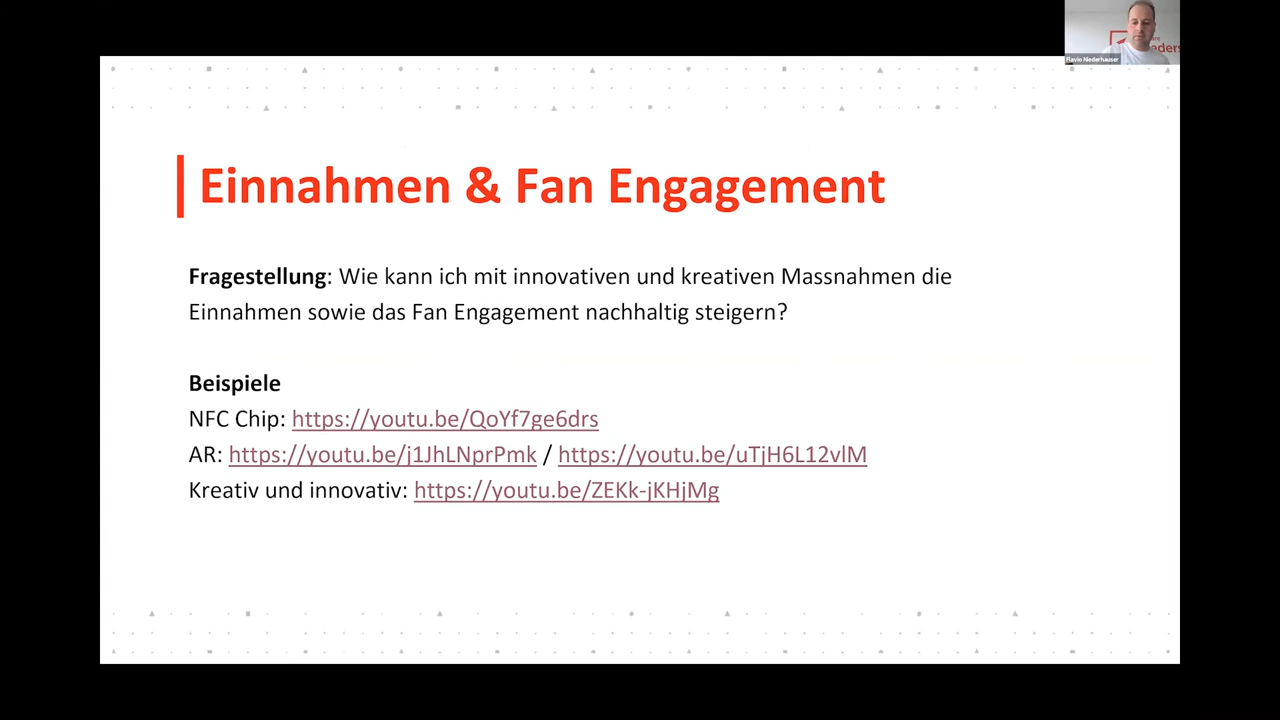 Flavio Niederhauser
Einnahmen & Fan Engagement
Fragestellung: Wie kann ich mit innovativen und kreativen Massnahmen die
Einnahmen sowie das Fan Engagement nachhaltig steigern?
Beispiele
NFC Chip: https://youtu.be/QoYf7ge6drs
AR: https://youtu.be/j1JhLNprPmk / https://youtu.be/uTjH6L12vlM
Kreativ und innovativ: https://youtu.be/ZEKk-jKHjMg